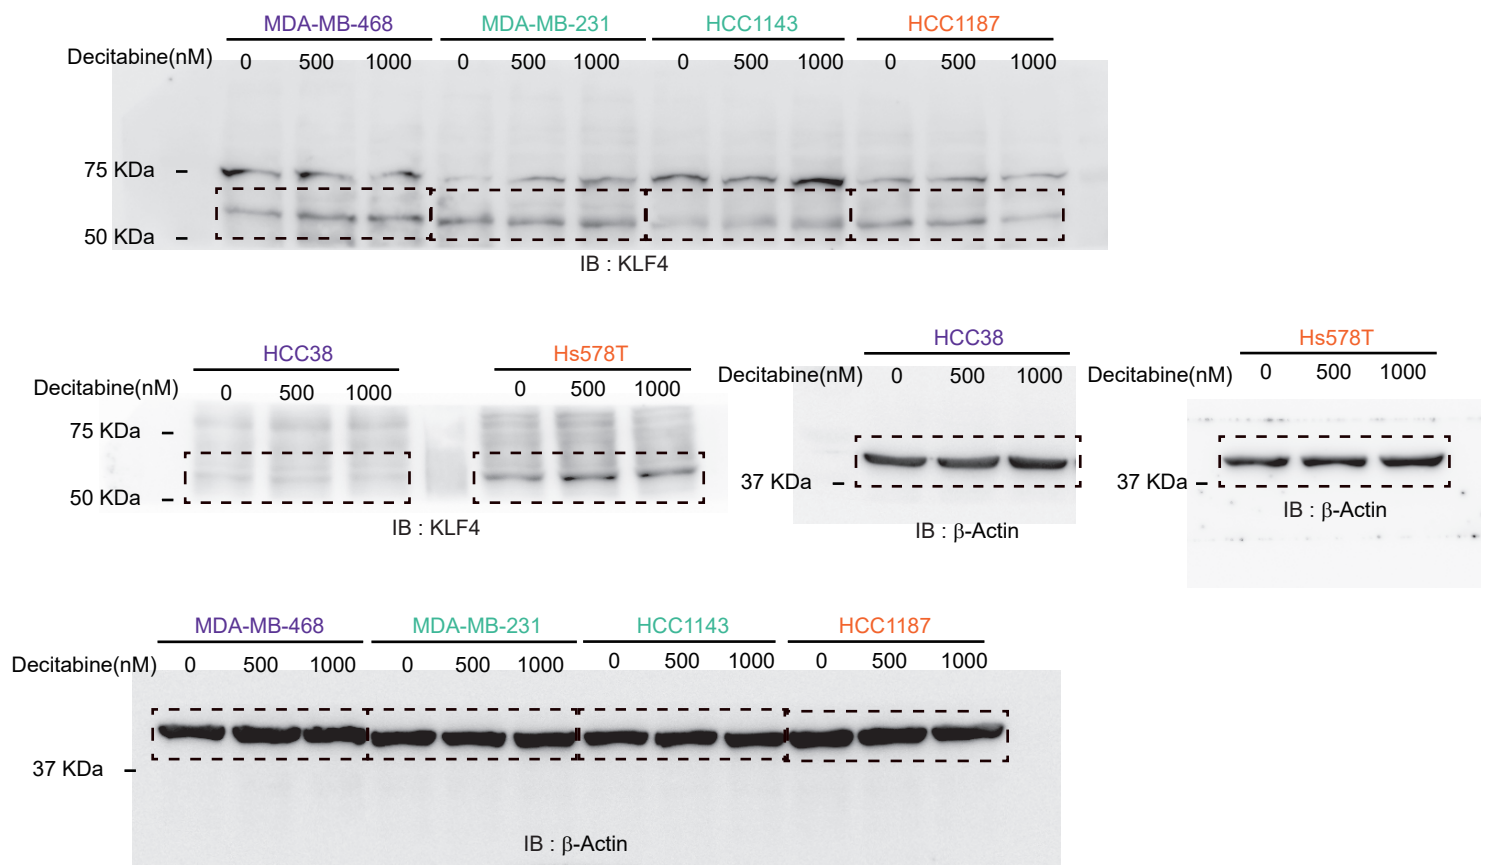 MDA-MB-468 MDA-MB-231 HCC1143 HCC1187
Decitabine(nM) 0 500 1000 0 500 1000 0 500 1000 0 500 1000
75 KDa
50 KDa
IB : KLF4
HCC38 Hs578T
Decitabine(nM) 0 500 1000 0 500 1000
75 KDa
50 KDa
IB : KLF4
HCC38
Decitabine(nM) 0 500 1000
37 KDa
IB : β-Actin
Hs578T
Decitabine(nM) 0 500 1000
37 KDa
IB : β-Actin
MDA-MB-468 MDA-MB-231 HCC1143 HCC1187
Decitabine(nM) 0 500 1000 0 500 1000 0 500 1000 0 500 1000
37 KDa
IB : β-Actin